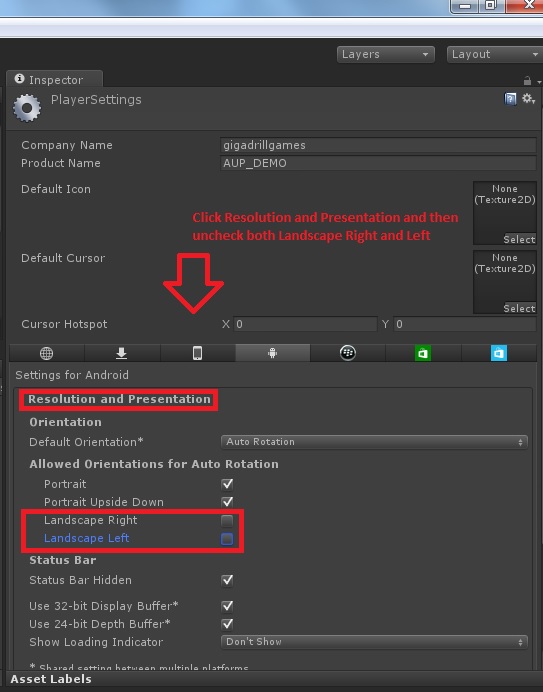 Layers
Layout
Inspector
PlayerSettings
Company Name gigadrillgames
Product Name AUP_DEMO
Default Icon
None
(Texture2D)
Select
Click Resolution and Presentation and then
uncheck both Landscape Right and Left
Default Cursor
None
(Texture2D)
Select
Cursor Hotspot X 0 Y 0
Settings for Android
Resolution and Presentation
Orientation
Default Orientation* Auto Rotation
Allowed Orientations for Auto Rotation
Portrait
Portrait Upside Down
Landscape Right
Landscape Left
Status Bar
Status Bar Hidden
Use 32-bit Display Buffer*
Use 24-bit Depth Buffer*
Show Loading Indicator Don't Show
* Shared setting between multiple platforms
Asset Labels